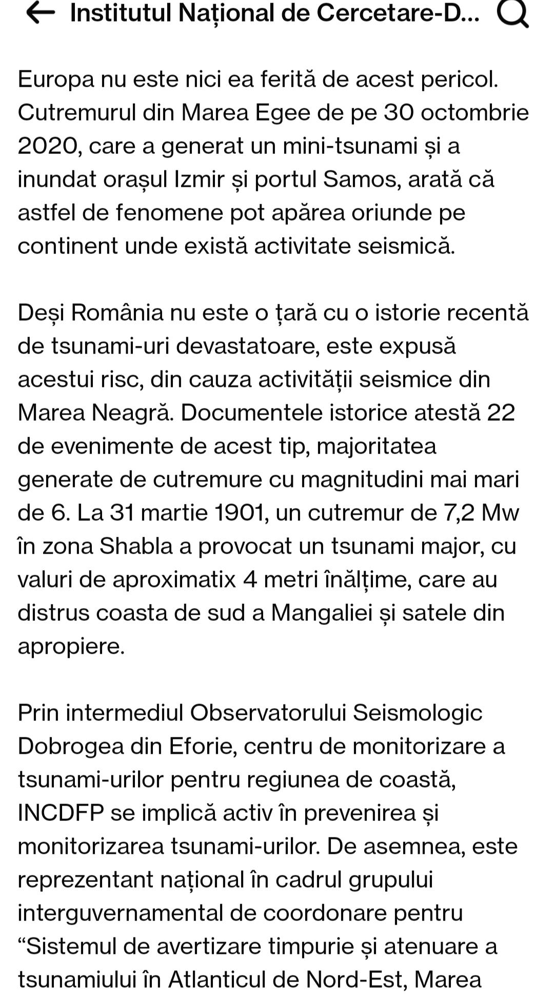 Institutul Național de Cercetare-D...
Europa nu este nici ea ferită de acest pericol.
Cutremurul din Marea Egee de pe 30 octombrie
2020, care a generat un mini-tsunami și a
inundat orașul Izmir și portul Samos, arată că
astfel de fenomene pot apărea oriunde pe
continent unde există activitate seismică.
Deși România nu este o țară cu o istorie recentă
de tsunami-uri devastatoare, este expusă
acestui risc, din cauza activității seismice din
Marea Neagră. Documentele istorice atestă 22
de evenimente de acest tip, majoritatea
generate de cutremure cu magnitudini mai mari
de 6. La 31 martie 1901, un cutremur de 7,2 Mw
în zona Shabla a provocat un tsunami major, cu
valuri de aproximatix 4 metri înălțime, care au
distrus coasta de sud a Mangaliei și satele din
apropiere.
Prin intermediul Observatorului Seismologic
Dobrogea din Eforie, centru de monitorizare a
tsunami-urilor pentru regiunea de coastă,
INCDFP se implică activ în prevenirea și
monitorizarea tsunami-urilor. De asemnea, este
reprezentant național în cadrul grupului
interguvernamental de coordonare pentru
“Sistemul de avertizare timpurie și atenuare a
tsunamiului în Atlanticul de Nord-Est, Marea